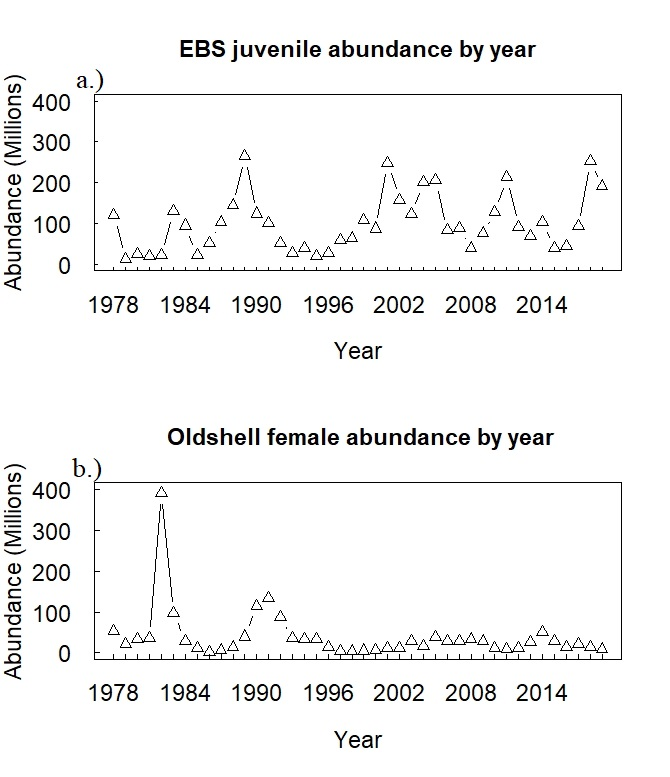 EBS juvenile abundance by year
a.)
Abundance (Millions)
400
300
200
100
0
1978 1984 1990 1996 2002 2008 2014
Year
Oldshell female abundance by year
b.)
Abundance (Millions)
400
300
200
100
0
1978 1984 1990 1996 2002 2008 2014
Year